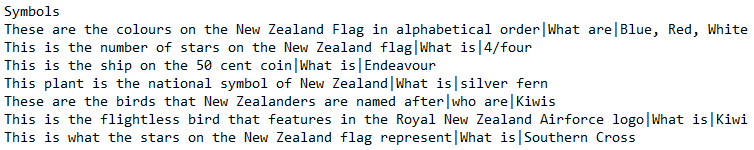 Symbols
These are the colours on the New Zealand Flag in alphabetical order|What are|Blue, Red, White
This is the number of stars on the New Zealand flag|What is|4/four
This is the ship on the 50 cent coin|What is|Endeavour
This plant is the national symbol of New Zealand|What is|silver fern
These are the birds that New Zealanders are named after|who are|Kiwis
This is the flightless bird that features in the Royal New Zealand Airforce logo|What is|Kiwi
This is what the stars on the New Zealand flag represent|What is|Southern Cross